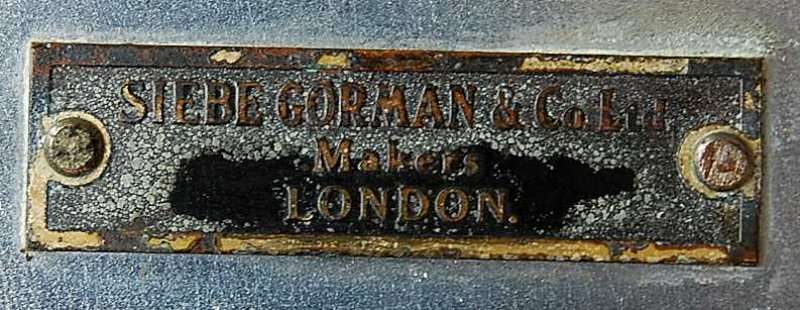 SIEBE GORMAN & Co. Ltd
Makers
LONDON.